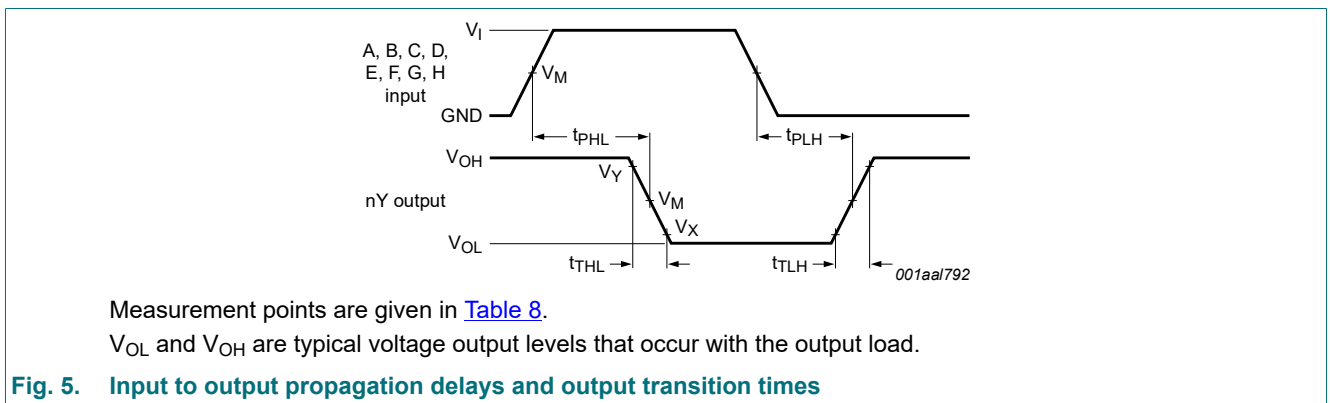 V_I
A, B, C, D,
E, F, G, H
input
V_M
GND
t_PHL
t_PLH
V_OH
V_Y
nY output
V_M
V_X
V_OL
t_THL
t_TLH
001aal792
Measurement points are given in Table 8.
V_OL and V_OH are typical voltage output levels that occur with the output load.
Fig. 5. Input to output propagation delays and output transition times